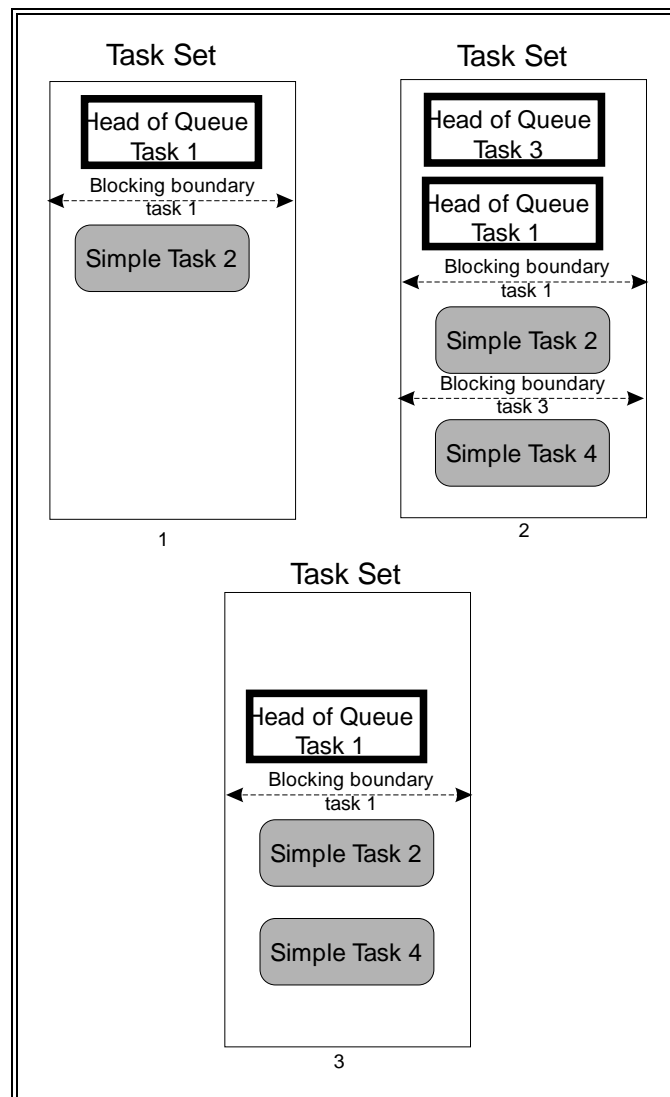 Task Set
Head of Queue
Task 1
Blocking boundary
task 1
Simple Task 2
1
Task Set
Head of Queue
Task 3
Head of Queue
Task 1
Blocking boundary
task 1
Simple Task 2
Blocking boundary
task 3
Simple Task 4
2
Task Set
Head of Queue
Task 1
Blocking boundary
task 1
Simple Task 2
Simple Task 4
3